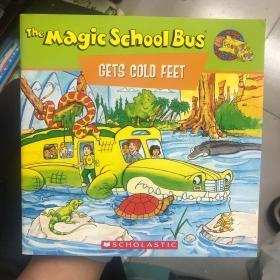 The Magic School Bus
GETS COLD FEET
SCHOLASTIC